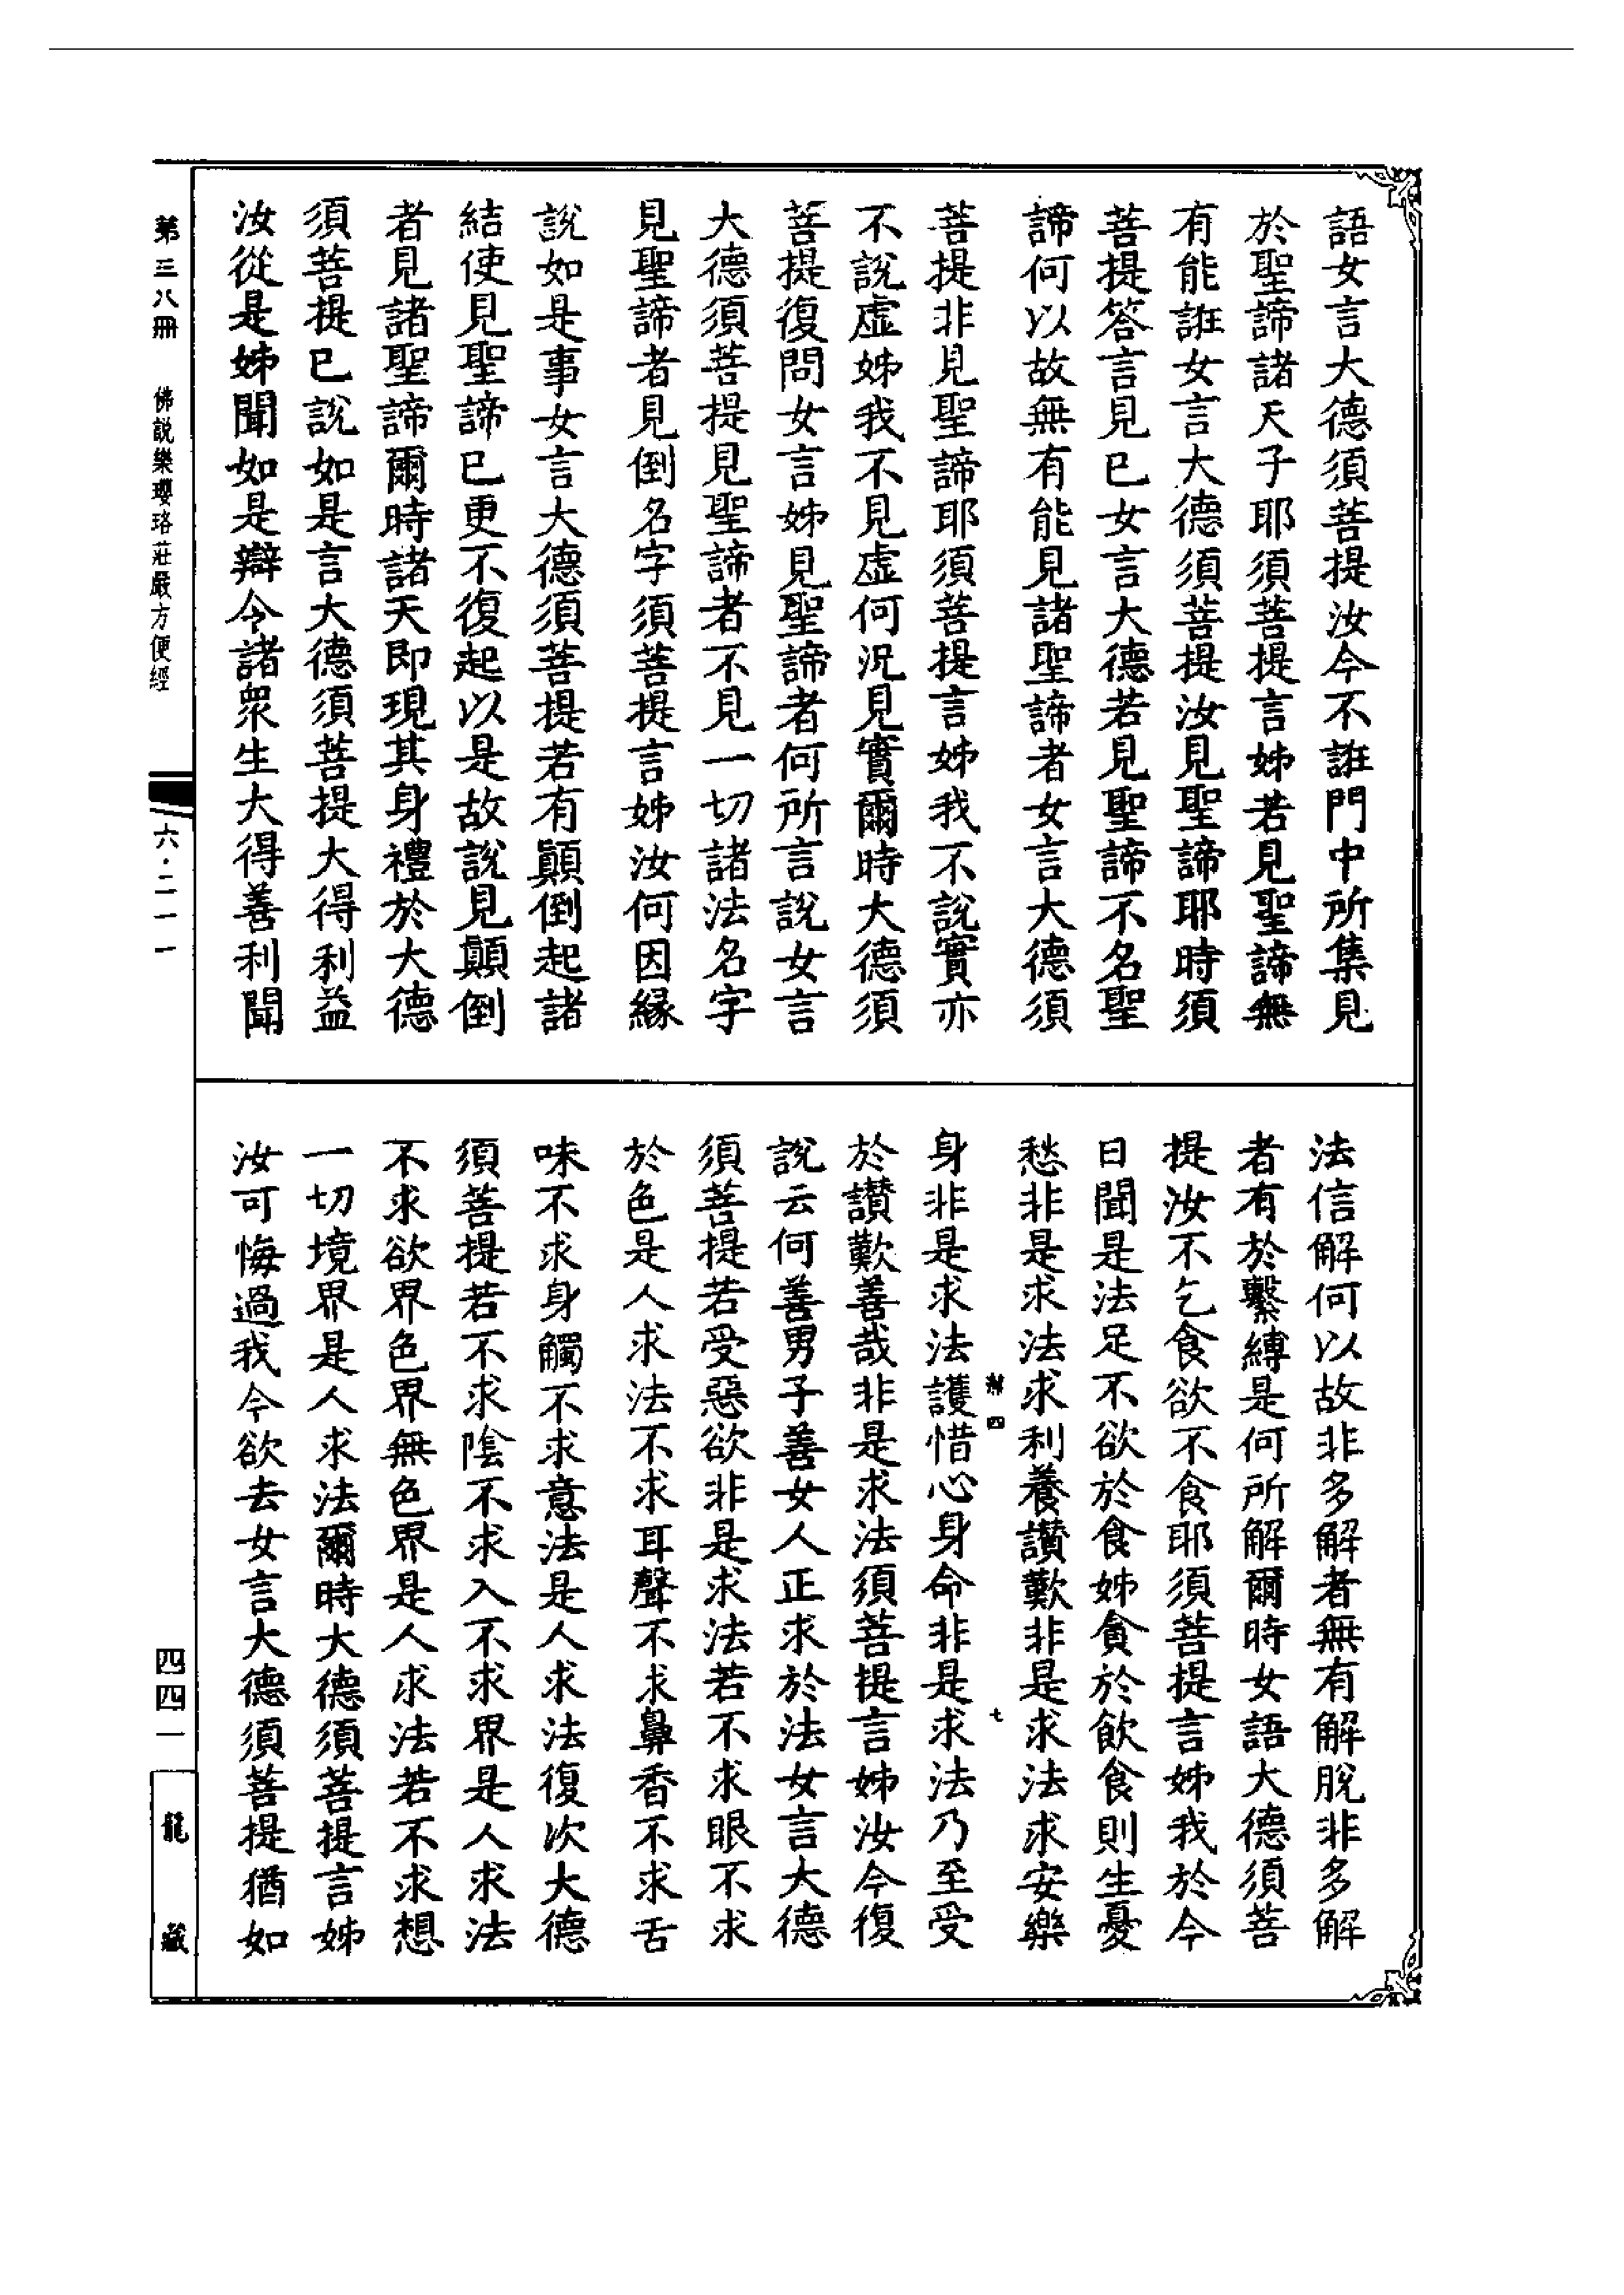 語女言大德須菩提汝今不誑門中所集見
於聖諦諸天子耶須菩提言姊若見聖諦無
有能誑女言大德須菩提汝見聖諦耶時須
菩提答言見已女言大德若見聖諦不名聖
諦何以故無有能見諸聖諦者女言大德須
菩提非見聖諦耶須菩提言姊我不說實亦
不說虛姊我不見虛何況見實爾時大德須
菩提復問女言姊見聖諦者何所言說女言
大德須菩提見聖諦者不見一切諸法名字
見聖諦者見倒名字須菩提言姊汝何因緣
說如是事女言大德須菩提若有顛倒起諸
結使見聖諦已更不復起以是故說見顛倒
者見諸聖諦爾時諸天即現其身禮於大德
須菩提已說如是言大德須菩提大得利益
汝從是姊聞如是辯令諸眾生大得善利聞
法信解何以故非多解者無有解脫非多解
者有於繫縛是何所解爾時女語大德須菩
提汝不乞食欲不食耶須菩提言姊我於今
日聞是法足不欲於食姊貪於飲食則生憂
愁非是求法求利養讚歎非是求法求安樂
身非是求法護惜心身命非是求法乃至受
於讚歎善哉非是求法須菩提言姊汝今復
說云何善男子善女人正求於法女言大德
須菩提若受惡欲非是求法若不求眼不求
於色是人求法不求耳聲不求鼻香不求舌
味不求身觸不求意法是人求法復次大德
須菩提若不求陰不求入不求界是人求法
不求欲界色界無色界是人求法若不求想
一切境界是人求法爾時大德須菩提言姊
汝可悔過我今欲去女言大德須菩提猶如
四
七
第三八冊 佛說樂瓔珞莊嚴方便經
六·二一一
四四一
龍藏